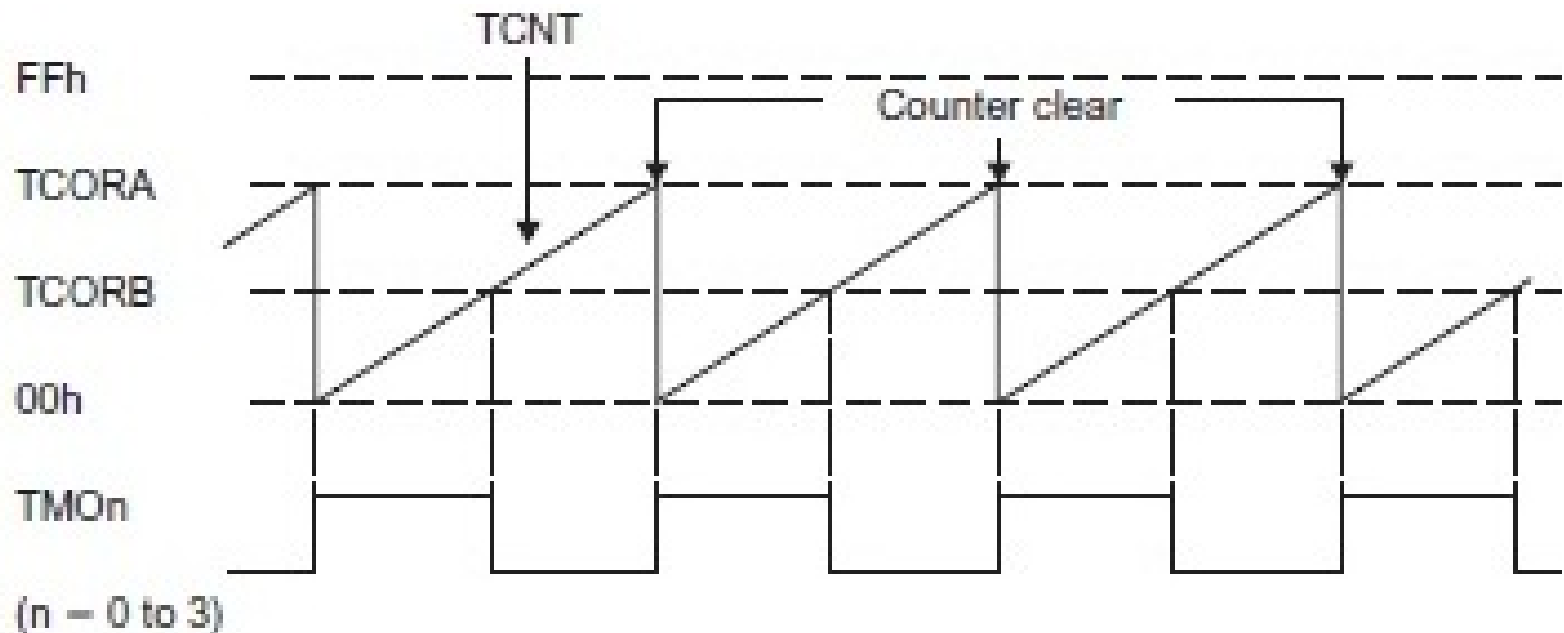 TCNT
FFh
Counter clear
TCORA
TCORB
00h
TMOn
(n = 0 to 3)